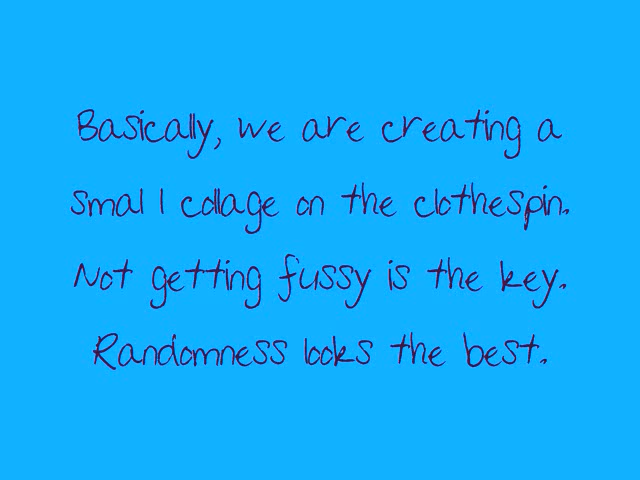 Basically, we are creating a
small collage on the clothespin.
Not getting fussy is the key.
Randomness looks the best.